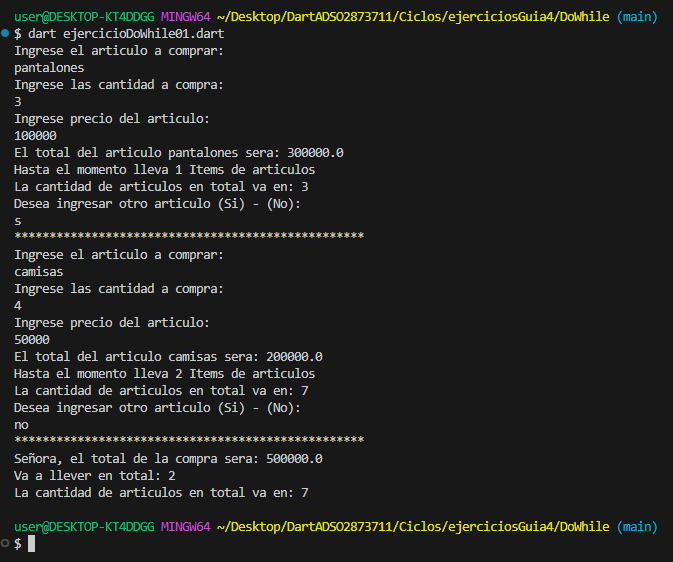 user@DESKTOP-KT4DDGG MINGW64 ~/Desktop/DartADSO2873711/Ciclos/ejerciciosGuia4/DoWhile (main)
$ dart ejercicioDoWhile01.dart
Ingrese el articulo a comprar:
pantalones
Ingrese las cantidad a compra:
3
Ingrese precio del articulo:
100000
El total del articulo pantalones sera: 300000.0
Hasta el momento lleva 1 Items de articulos
La cantidad de articulos en total va en: 3
Desea ingresar otro articulo (Si) - (No):
s
**************************************************
Ingrese el articulo a comprar:
camisas
Ingrese las cantidad a compra:
4
Ingrese precio del articulo:
50000
El total del articulo camisas sera: 200000.0
Hasta el momento lleva 2 Items de articulos
La cantidad de articulos en total va en: 7
Desea ingresar otro articulo (Si) - (No):
no
**************************************************
Señora, el total de la compra sera: 500000.0
Va a llever en total: 2
La cantidad de articulos en total va en: 7
user@DESKTOP-KT4DDGG MINGW64 ~/Desktop/DartADSO2873711/Ciclos/ejerciciosGuia4/DoWhile (main)
$